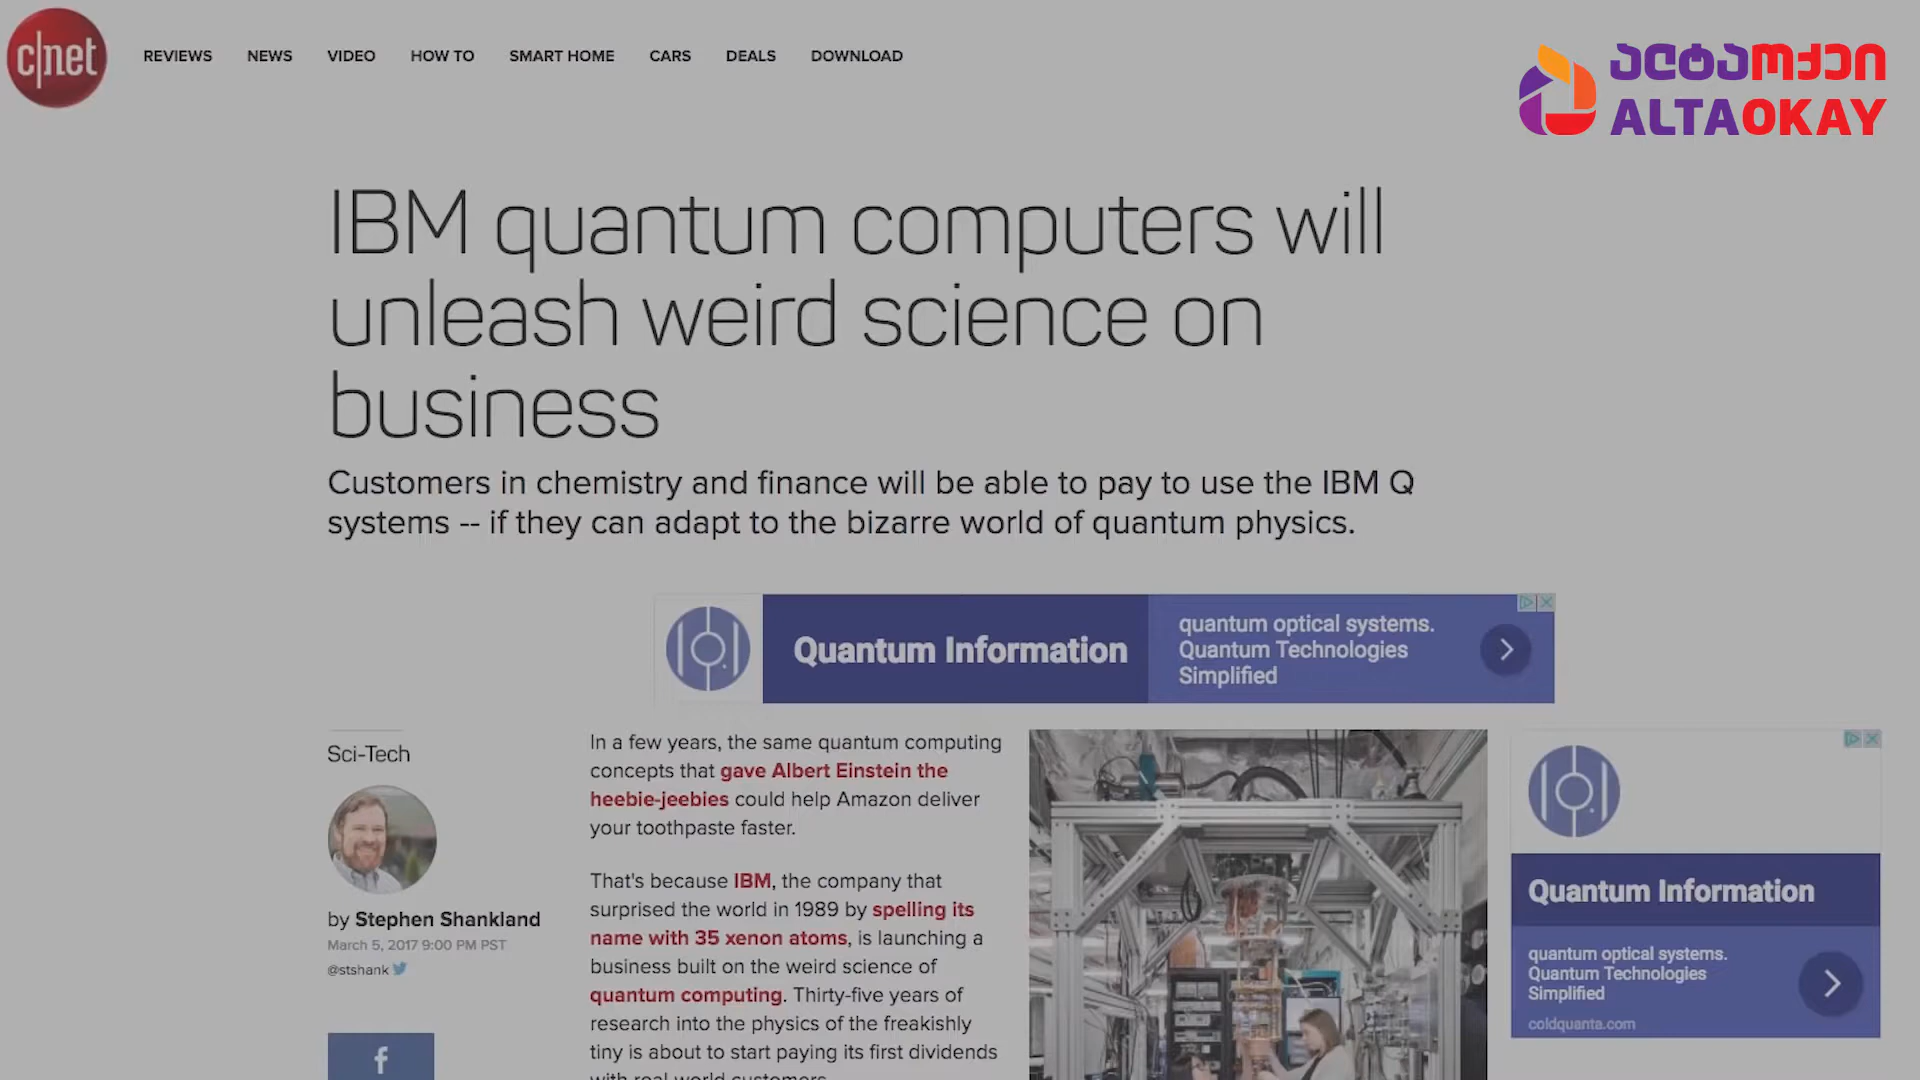 c|net
REVIEWS NEWS VIDEO HOW TO SMART HOME CARS DEALS DOWNLOAD
ალტაოქეი
ALTAOKAY
IBM quantum computers will
unleash weird science on
business
Customers in chemistry and finance will be able to pay to use the IBM Q
systems -- if they can adapt to the bizarre world of quantum physics.
Quantum Information
quantum optical systems.
Quantum Technologies
Simplified
Sci-Tech
by Stephen Shankland
March 5, 2017 9:00 PM PST
@stshank
f
In a few years, the same quantum computing
concepts that gave Albert Einstein the
heebie-jeebies could help Amazon deliver
your toothpaste faster.
That's because IBM, the company that
surprised the world in 1989 by spelling its
name with 35 xenon atoms, is launching a
business built on the weird science of
quantum computing. Thirty-five years of
research into the physics of the freakishly
tiny is about to start paying its first dividends
with real world customers.
Quantum Information
quantum optical systems.
Quantum Technologies
Simplified
coldquanta.com